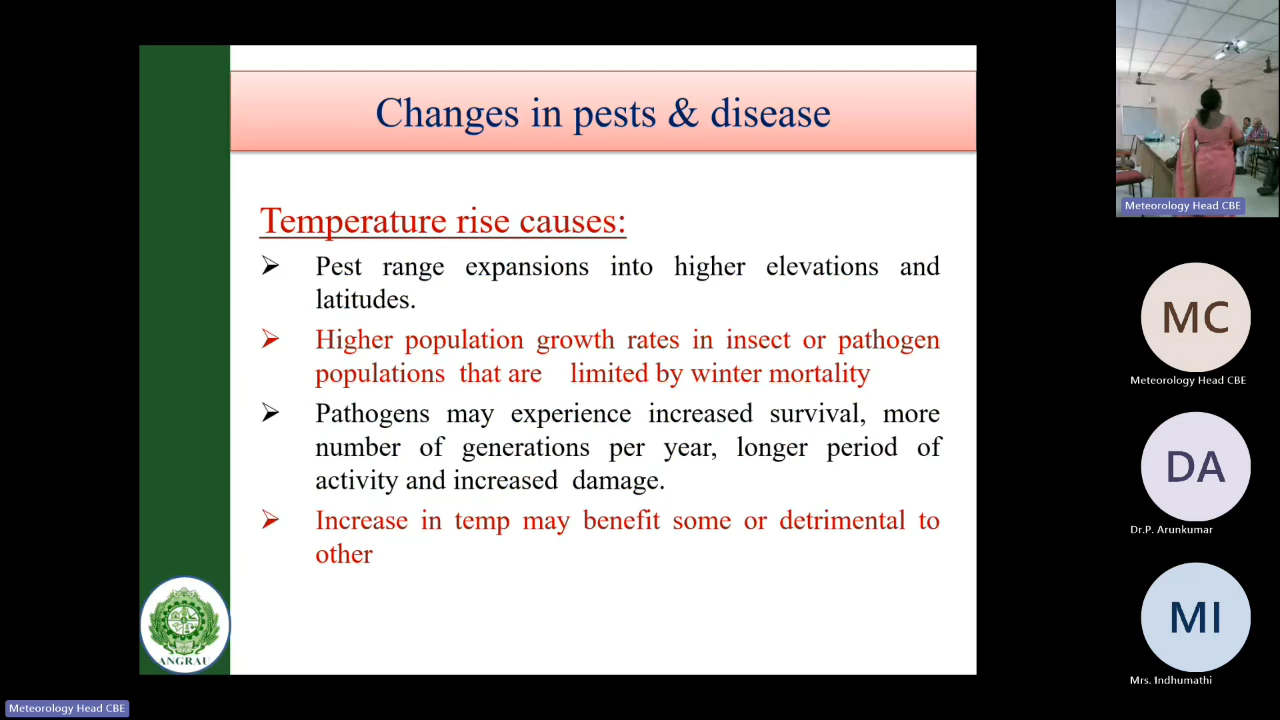 Changes in pests & disease
Temperature rise causes:
➢ Pest range expansions into higher elevations and
latitudes.
➢ Higher population growth rates in insect or pathogen
populations that are limited by winter mortality
➢ Pathogens may experience increased survival, more
number of generations per year, longer period of
activity and increased damage.
➢ Increase in temp may benefit some or detrimental to
other
ANGRAU
Meteorology Head CBE
Meteorology Head CBE
MC
Meteorology Head CBE
DA
Dr.P. Arunkumar
MI
Mrs. Indhumathi